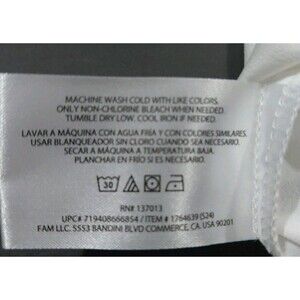 MACHINE WASH COLD WITH LIKE COLORS.
ONLY NON-CHLORINE BLEACH WHEN NEEDED.
TUMBLE DRY LOW. COOL IRON IF NEEDED.
LAVAR A MÁQUINA CON AGUA FRÍA Y CON COLORES SIMILARES.
USAR BLANQUEADOR SIN CLORO CUANDO SEA NECESARIO.
SECAR A MÁQUINA A TEMPERATURA BAJA.
PLANCHAR EN FRÍO SI ES NECESARIO.
30
RN# 137013
UPC# 719408666854 / ITEM # 1764639 (S24)
FAM LLC. 5553 BANDINI BLVD COMMERCE, CA. USA 90201